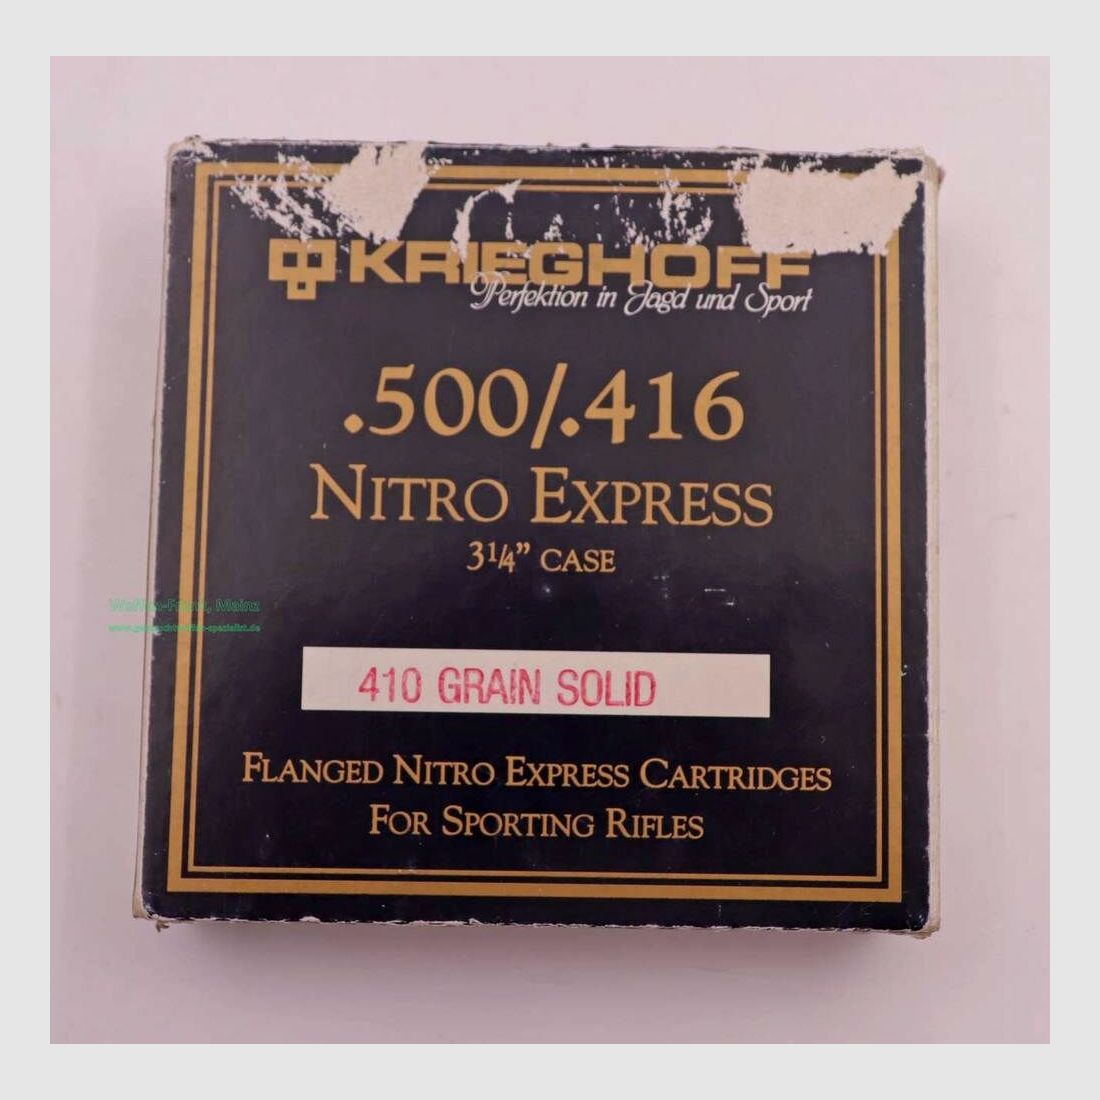 KRIEGHOFF
Perfektion in Jagd und Sport
.500/.416
NITRO EXPRESS
3¼” CASE
Mainz
410 GRAIN SOLID
FLANGED NITRO EXPRESS CARTRIDGES
FOR SPORTING RIFLES